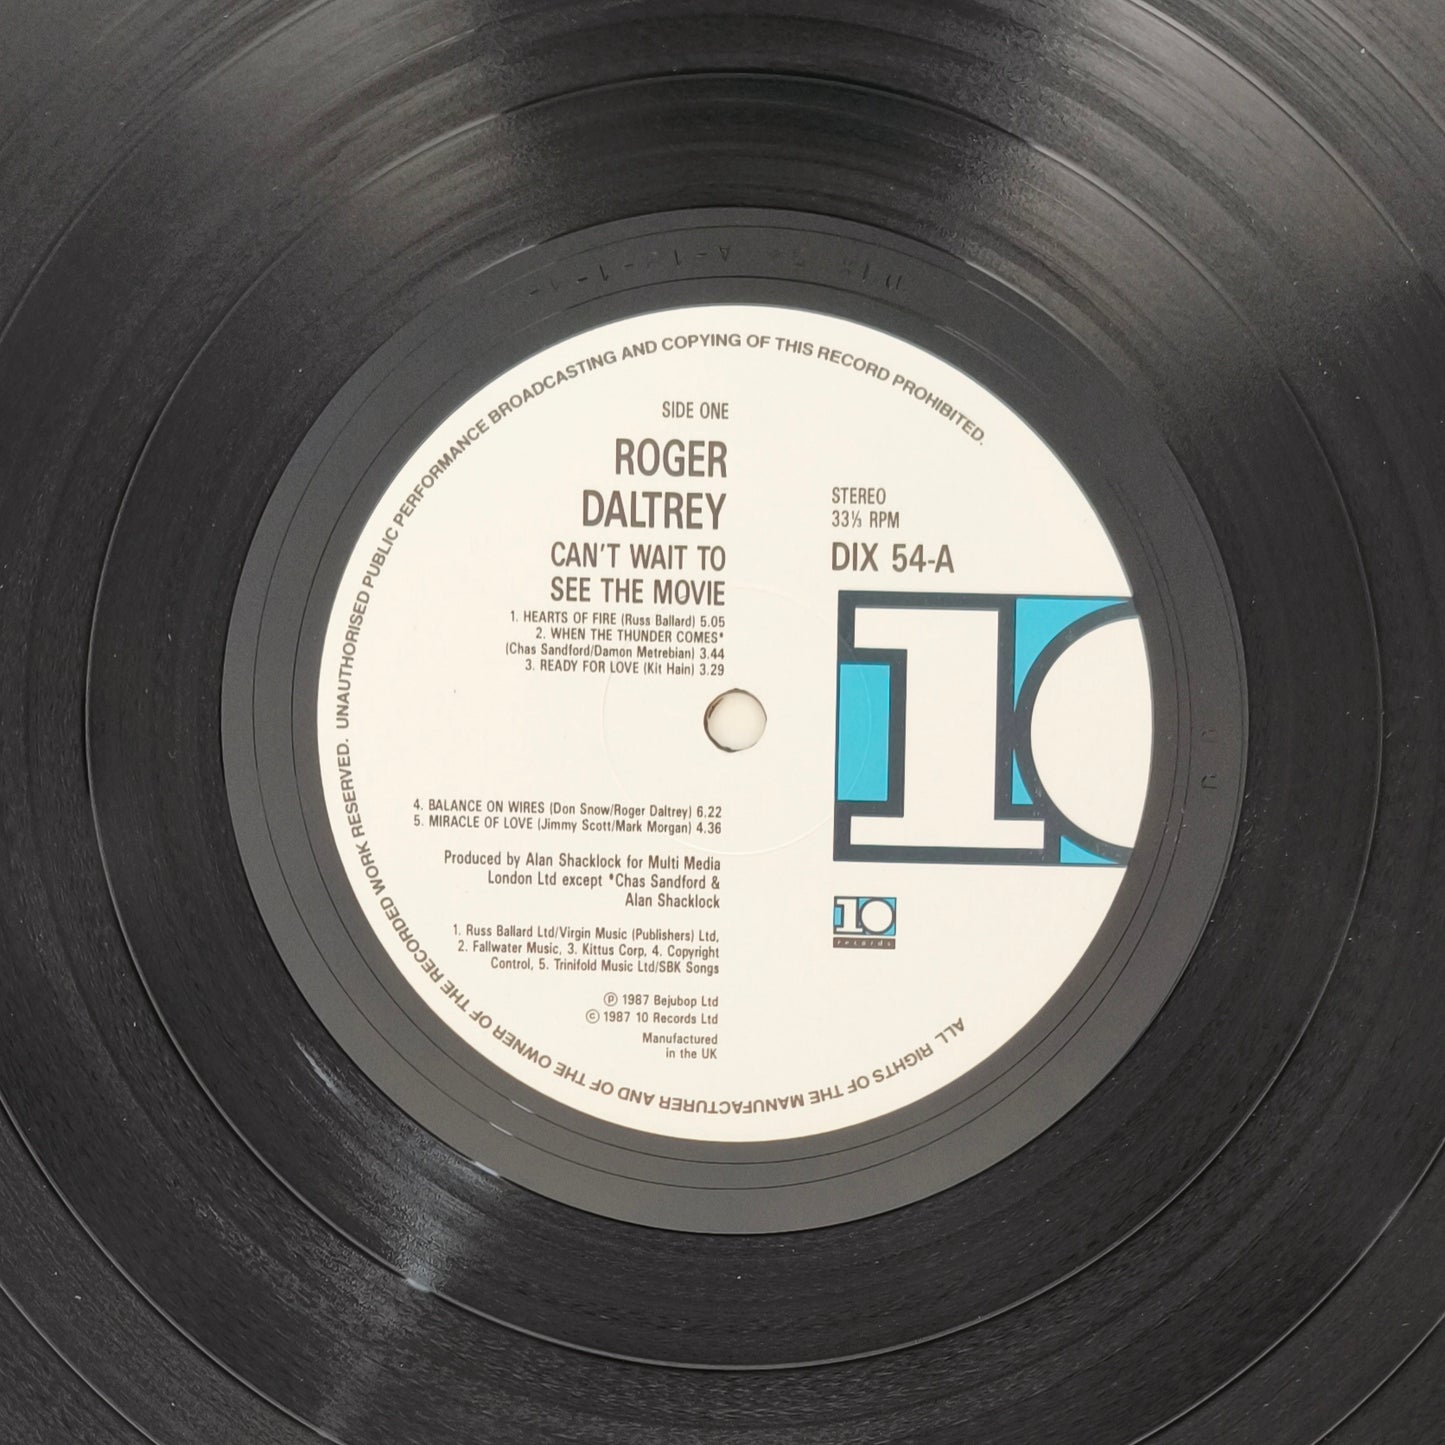 UNAUTHORISED PUBLIC PERFORMANCE BROADCASTING AND COPYING OF THIS RECORD PROHIBITED.
SIDE ONE
ROGER
DALTREY
CAN'T WAIT TO
SEE THE MOVIE
1. HEARTS OF FIRE (Russ Ballard) 5.05
2. WHEN THE THUNDER COMES*
(Chas Sandford/Damon Metrebian) 3.44
3. READY FOR LOVE (Kit Hain) 3.29
STEREO
33⅓ RPM
DIX 54-A
10
4. BALANCE ON WIRES (Don Snow/Roger Daltrey) 6.22
5. MIRACLE OF LOVE (Jimmy Scott/Mark Morgan) 4.36
Produced by Alan Shacklock for Multi Media
London Ltd except *Chas Sandford &
Alan Shacklock
10
records
1. Russ Ballard Ltd/Virgin Music (Publishers) Ltd,
2. Fallwater Music, 3. Kittus Corp, 4. Copyright
Control, 5. Trinifold Music Ltd/SBK Songs
℗ 1987 Bejubop Ltd
© 1987 10 Records Ltd
Manufactured
in the UK
ALL RIGHTS OF THE MANUFACTURER AND OF THE OWNER OF THE RECORDED WORK RESERVED.